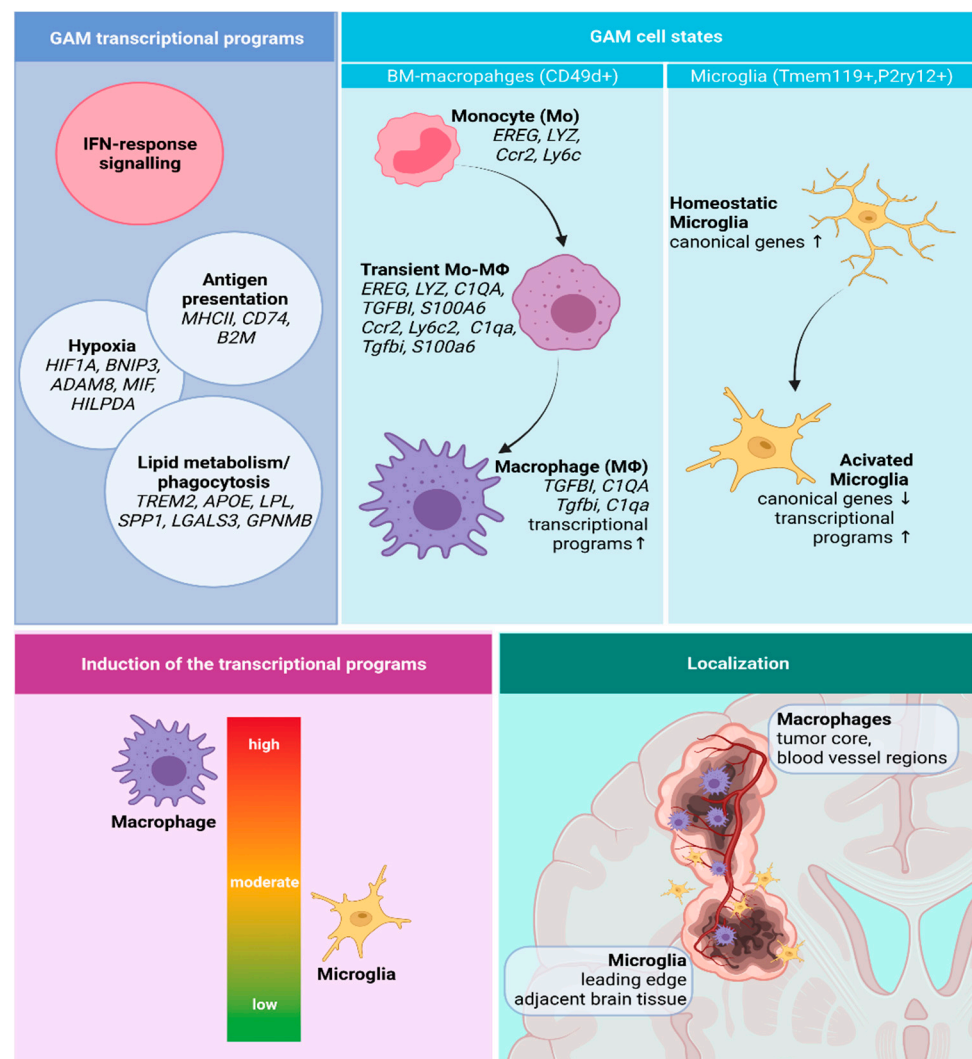 GAM transcriptional programs
IFN-response
signalling
Antigen
presentation
MHCII, CD74,
B2M
Hypoxia
HIF1A, BNIP3,
ADAM8, MIF,
HILPDA
Lipid metabolism/
phagocytosis
TREM2, APOE, LPL,
SPP1, LGALS3, GPNMB
GAM cell states
BM-macropahges (CD49d+)
Monocyte (Mo)
EREG, LYZ,
Ccr2, Ly6c
Transient Mo-MΦ
EREG, LYZ, C1QA,
TGFBI, S100A6
Ccr2, Ly6c2, C1qa,
Tgfbi, S100a6
Macrophage (MΦ)
TGFBI, C1QA
Tgfbi, C1qa
transcriptional
programs↑
Microglia (Tmem119+,P2ry12+)
Homeostatic
Microglia
canonical genes ↑
Acivated
Microglia
canonical genes ↓
transcriptional
programs ↑
Induction of the transcriptional programs
Macrophage
high
moderate
low
Microglia
Localization
Macrophages
tumor core,
blood vessel regions
Microglia
leading edge
adjacent brain tissue